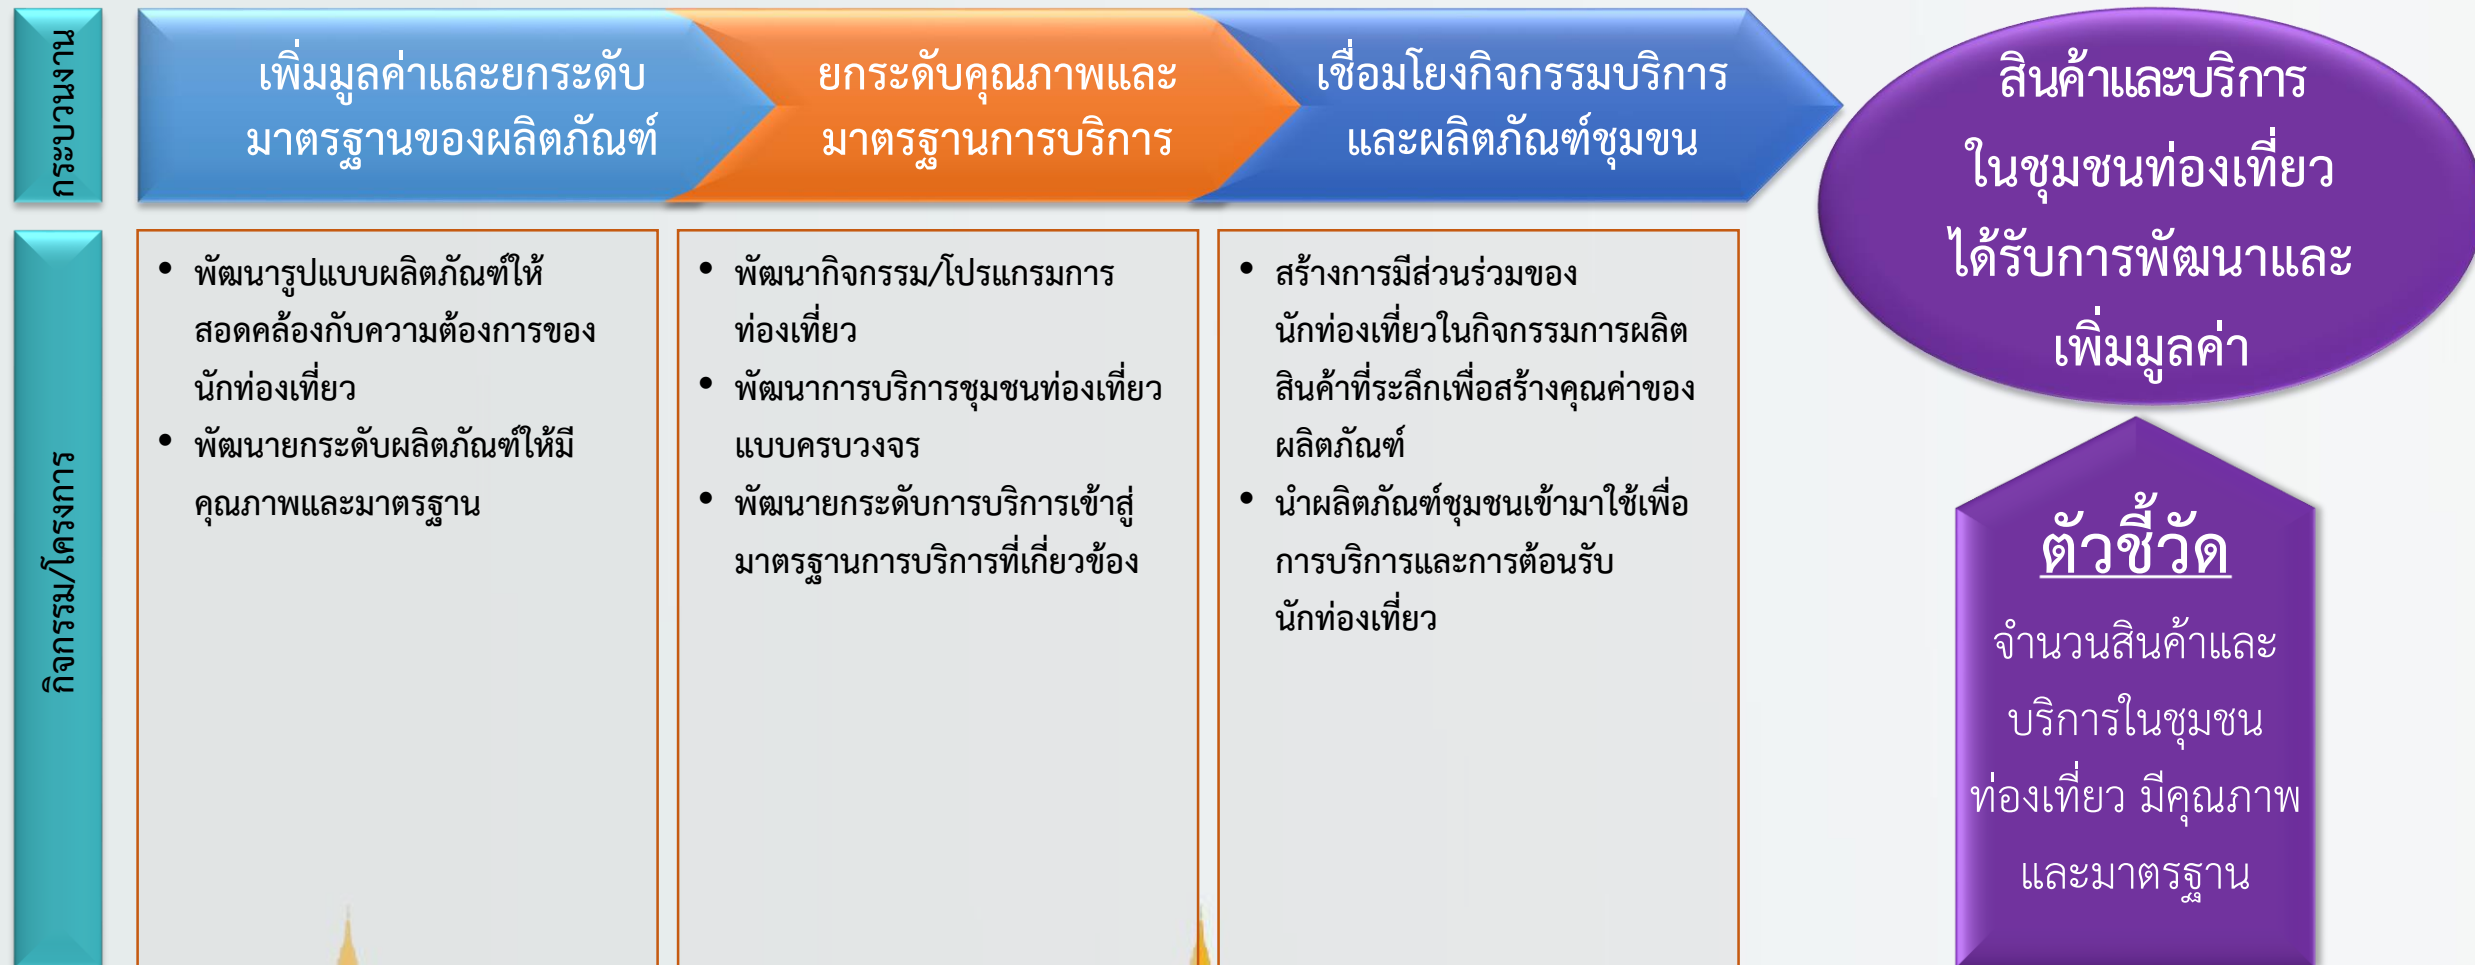 กระบวนงาน
เพิ่มมูลค่าและยกระดับ
มาตรฐานของผลิตภัณฑ์
ยกระดับคุณภาพและ
มาตรฐานการบริการ
เชื่อมโยงกิจกรรมบริการ
และผลิตภัณฑ์ชุมขน
สินค้าและบริการ
ในชุมชนท่องเที่ยว
ได้รับการพัฒนาและ
เพิ่มมูลค่า
กิจกรรม/โครงการ
• พัฒนารูปแบบผลิตภัณฑ์ให้
สอดคล้องกับความต้องการของ
นักท่องเที่ยว
• พัฒนายกระดับผลิตภัณฑ์ให้มี
คุณภาพและมาตรฐาน
• พัฒนากิจกรรม/โปรแกรมการ
ท่องเที่ยว
• พัฒนาการบริการชุมชนท่องเที่ยว
แบบครบวงจร
• พัฒนายกระดับการบริการเข้าสู่
มาตรฐานการบริการที่เกี่ยวข้อง
• สร้างการมีส่วนร่วมของ
นักท่องเที่ยวในกิจกรรมการผลิต
สินค้าที่ระลึกเพื่อสร้างคุณค่าของ
ผลิตภัณฑ์
• นำผลิตภัณฑ์ชุมชนเข้ามาใช้เพื่อ
การบริการและการต้อนรับ
นักท่องเที่ยว
ตัวชี้วัด
จำนวนสินค้าและ
บริการในชุมชน
ท่องเที่ยว มีคุณภาพ
และมาตรฐาน